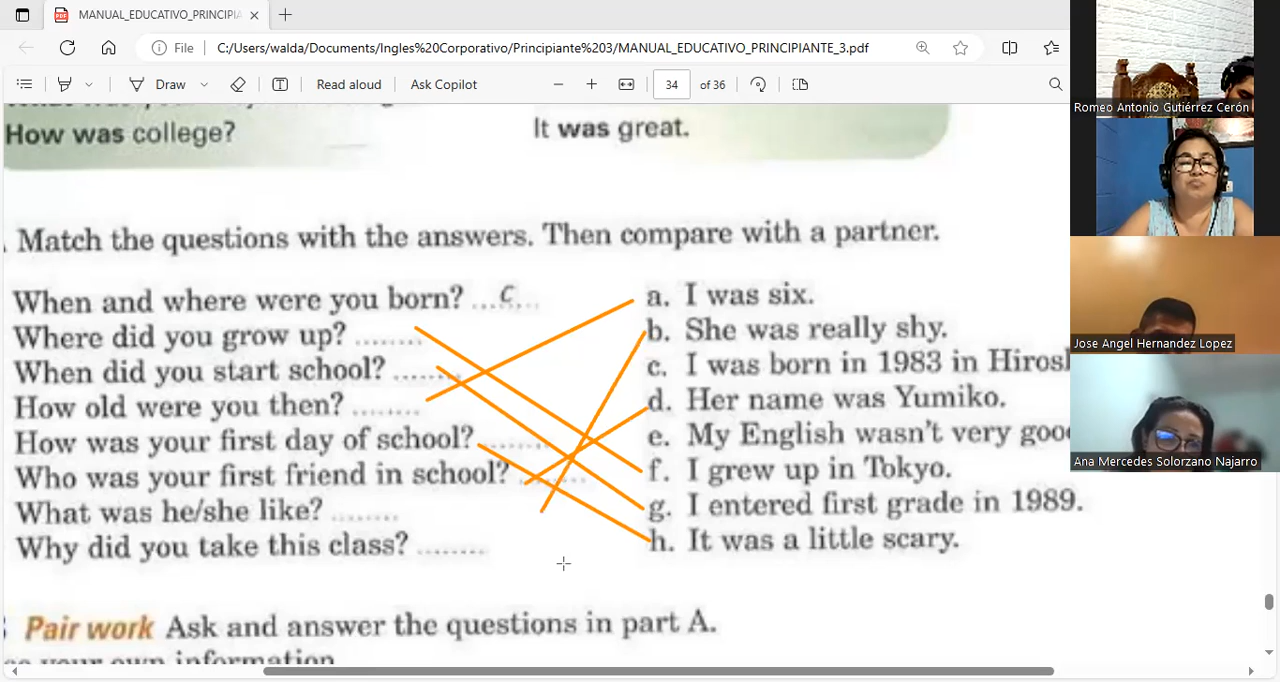 MANUAL_EDUCATIVO_PRINCIPIA
File
C:/Users/walda/Documents/Ingles%20Corporativo/Principiante%203/MANUAL_EDUCATIVO_PRINCIPIANTE_3.pdf
Draw
Read aloud
Ask Copilot
34 of 36
How was college?
It was great.
Match the questions with the answers. Then compare with a partner.
When and where were you born? ...c...
Where did you grow up? ........
When did you start school? ........
How old were you then? ........
How was your first day of school? ........
Who was your first friend in school? ........
What was he/she like? ........
Why did you take this class? ........
a. I was six.
b. She was really shy.
c. I was born in 1983 in
d. Her name was Yumiko.
e. My English wasn't very
f. I grew up in Tokyo.
g. I entered first grade in 1989.
h. It was a little scary.
Pair work Ask and answer the questions in part A.
your own information
Romeo Antonio Gutiérrez Cerón
Jose Angel Hernandez Lopez
Ana Mercedes Solorzano Najarro